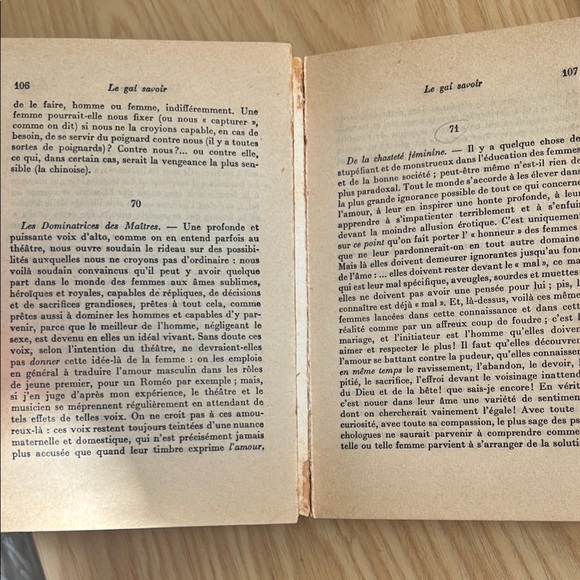 106
Le gai savoir
de le faire, homme ou femme, indifféremment. Une
femme pourrait-elle nous fixer (ou nous « capturer »,
comme on dit) si nous ne la croyions capable, en cas de
besoin, de se servir du poignard contre nous (il y a toutes
sortes de poignards) ? Contre nous ?... ou contre elle,
ce qui, dans certain cas, serait la vengeance la plus sen-
sible (la chinoise).
70
Les Dominatrices des Maîtres. — Une profonde et
puissante voix d'alto, comme on en entend parfois au
théâtre, nous ouvre soudain le rideau sur des possibi-
lités auxquelles nous ne croyons pas d'ordinaire : nous
voilà soudain convaincus qu'il peut y avoir quelque
part dans le monde des femmes aux âmes sublimes,
héroïques et royales, capables de répliques, de décisions
et de sacrifices grandioses, prêtes à tout cela, comme
prêtes aussi à dominer les hommes et capables d'y par-
venir, parce que le meilleur de l'homme, négligeant le
sexe, est devenu en elles un idéal vivant. Sans doute ces
voix, selon l'intention du théâtre, ne devraient-elles
pas donner cette idée-là de la femme : on les emploie
en général à traduire l'amour masculin dans les rôles
de jeune premier, pour un Roméo par exemple ; mais,
si j'en juge d'après mon expérience, le théâtre et le
musicien se méprennent régulièrement en attendant de
tels effets de telles voix. On ne croit pas à ces amou-
reux-là : ces voix restent toujours teintées d'une nuance
maternelle et domestique, qui n'est précisément jamais
plus accusée que quand leur timbre exprime l'amour,
Le gai savoir
107
71
De la chasteté féminine. — Il y a quelque chose de
stupéfiant et de monstrueux dans l'éducation des femmes
et de la bonne société ; peut-être même n'est-il rien de
plus paradoxal. Tout le monde s'accorde à les élever dans
la plus grande ignorance possible de tout ce qui concerne
l'amour, à leur en inspirer une honte profonde, à leur
apprendre à s'impatienter terriblement et à s'enfuir
devant la moindre allusion érotique. C'est uniquement
sur ce point qu'on fait porter l' « honneur » des femmes
que ne leur pardonnerait-on en tout autre domaine
Mais là elles doivent demeurer ignorantes jusqu'au fond
de l'âme : ... elles doivent rester devant le « mal », ce mal
qui est leur mal spécifique, aveugles, sourdes et muettes
elles ne doivent pas avoir une pensée pour lui ; pis, le
connaître est déjà « mal ». Et, là-dessus, voilà ces même
femmes lancées dans cette connaissance et dans cette
réalité comme par un affreux coup de foudre ; c'est le
mariage, et l'initiateur est l'homme qu'elles doivent
aimer et respecter le plus ! Il faut qu'elles découvren
l'amour se battant contre la pudeur, qu'elles connaissen
en même temps le ravissement, l'abandon, le devoir, l
pitié, le sacrifice, l'effroi devant le voisinage inattend
du Dieu et de la bête ! que sais-je encore ! En vérit
c'est nouer dans leur âme une variété de sentimen
dont on chercherait vainement l'égale ! Avec toute s
curiosité, avec toute sa compassion, le plus sage des ps
chologues ne saurait parvenir à comprendre comme
telle ou telle femme parvient à s'arranger de la soluti